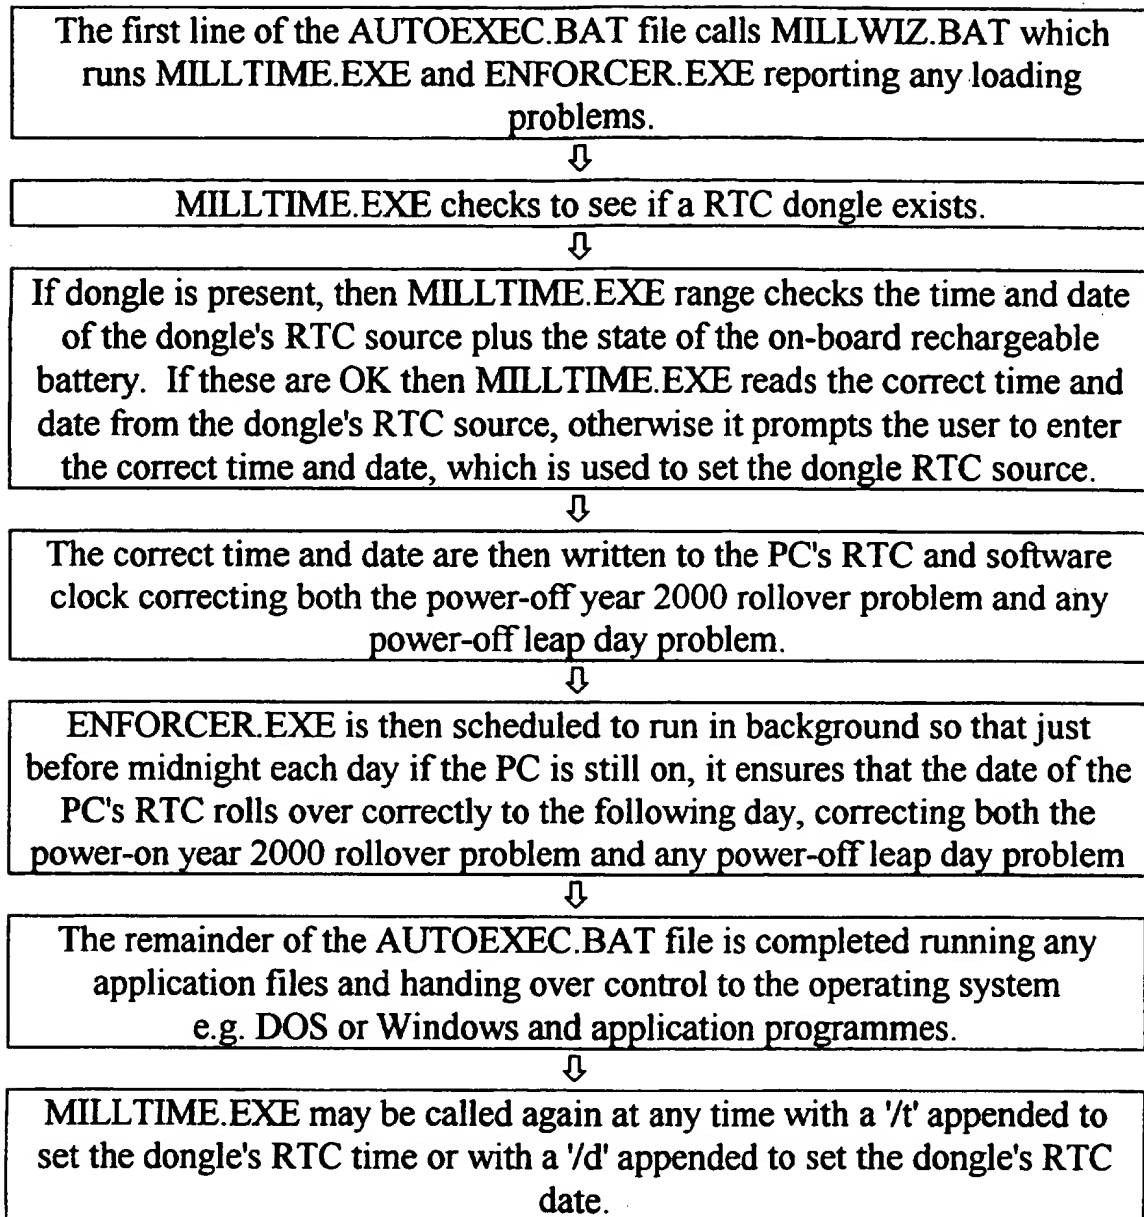 The first line of the AUTOEXEC.BAT file calls MILLWIZ.BAT which
runs MILLTIME.EXE and ENFORCER.EXE reporting any loading
problems.
MILLTIME.EXE checks to see if a RTC dongle exists.
If dongle is present, then MILLTIME.EXE range checks the time and date
of the dongle's RTC source plus the state of the on-board rechargeable
battery. If these are OK then MILLTIME.EXE reads the correct time and
date from the dongle's RTC source, otherwise it prompts the user to enter
the correct time and date, which is used to set the dongle RTC source.
The correct time and date are then written to the PC's RTC and software
clock correcting both the power-off year 2000 rollover problem and any
power-off leap day problem.
ENFORCER.EXE is then scheduled to run in background so that just
before midnight each day if the PC is still on, it ensures that the date of the
PC's RTC rolls over correctly to the following day, correcting both the
power-on year 2000 rollover problem and any power-off leap day problem
The remainder of the AUTOEXEC.BAT file is completed running any
application files and handing over control to the operating system
e.g. DOS or Windows and application programmes.
MILLTIME.EXE may be called again at any time with a '/t' appended to
set the dongle's RTC time or with a '/d' appended to set the dongle's RTC
date.